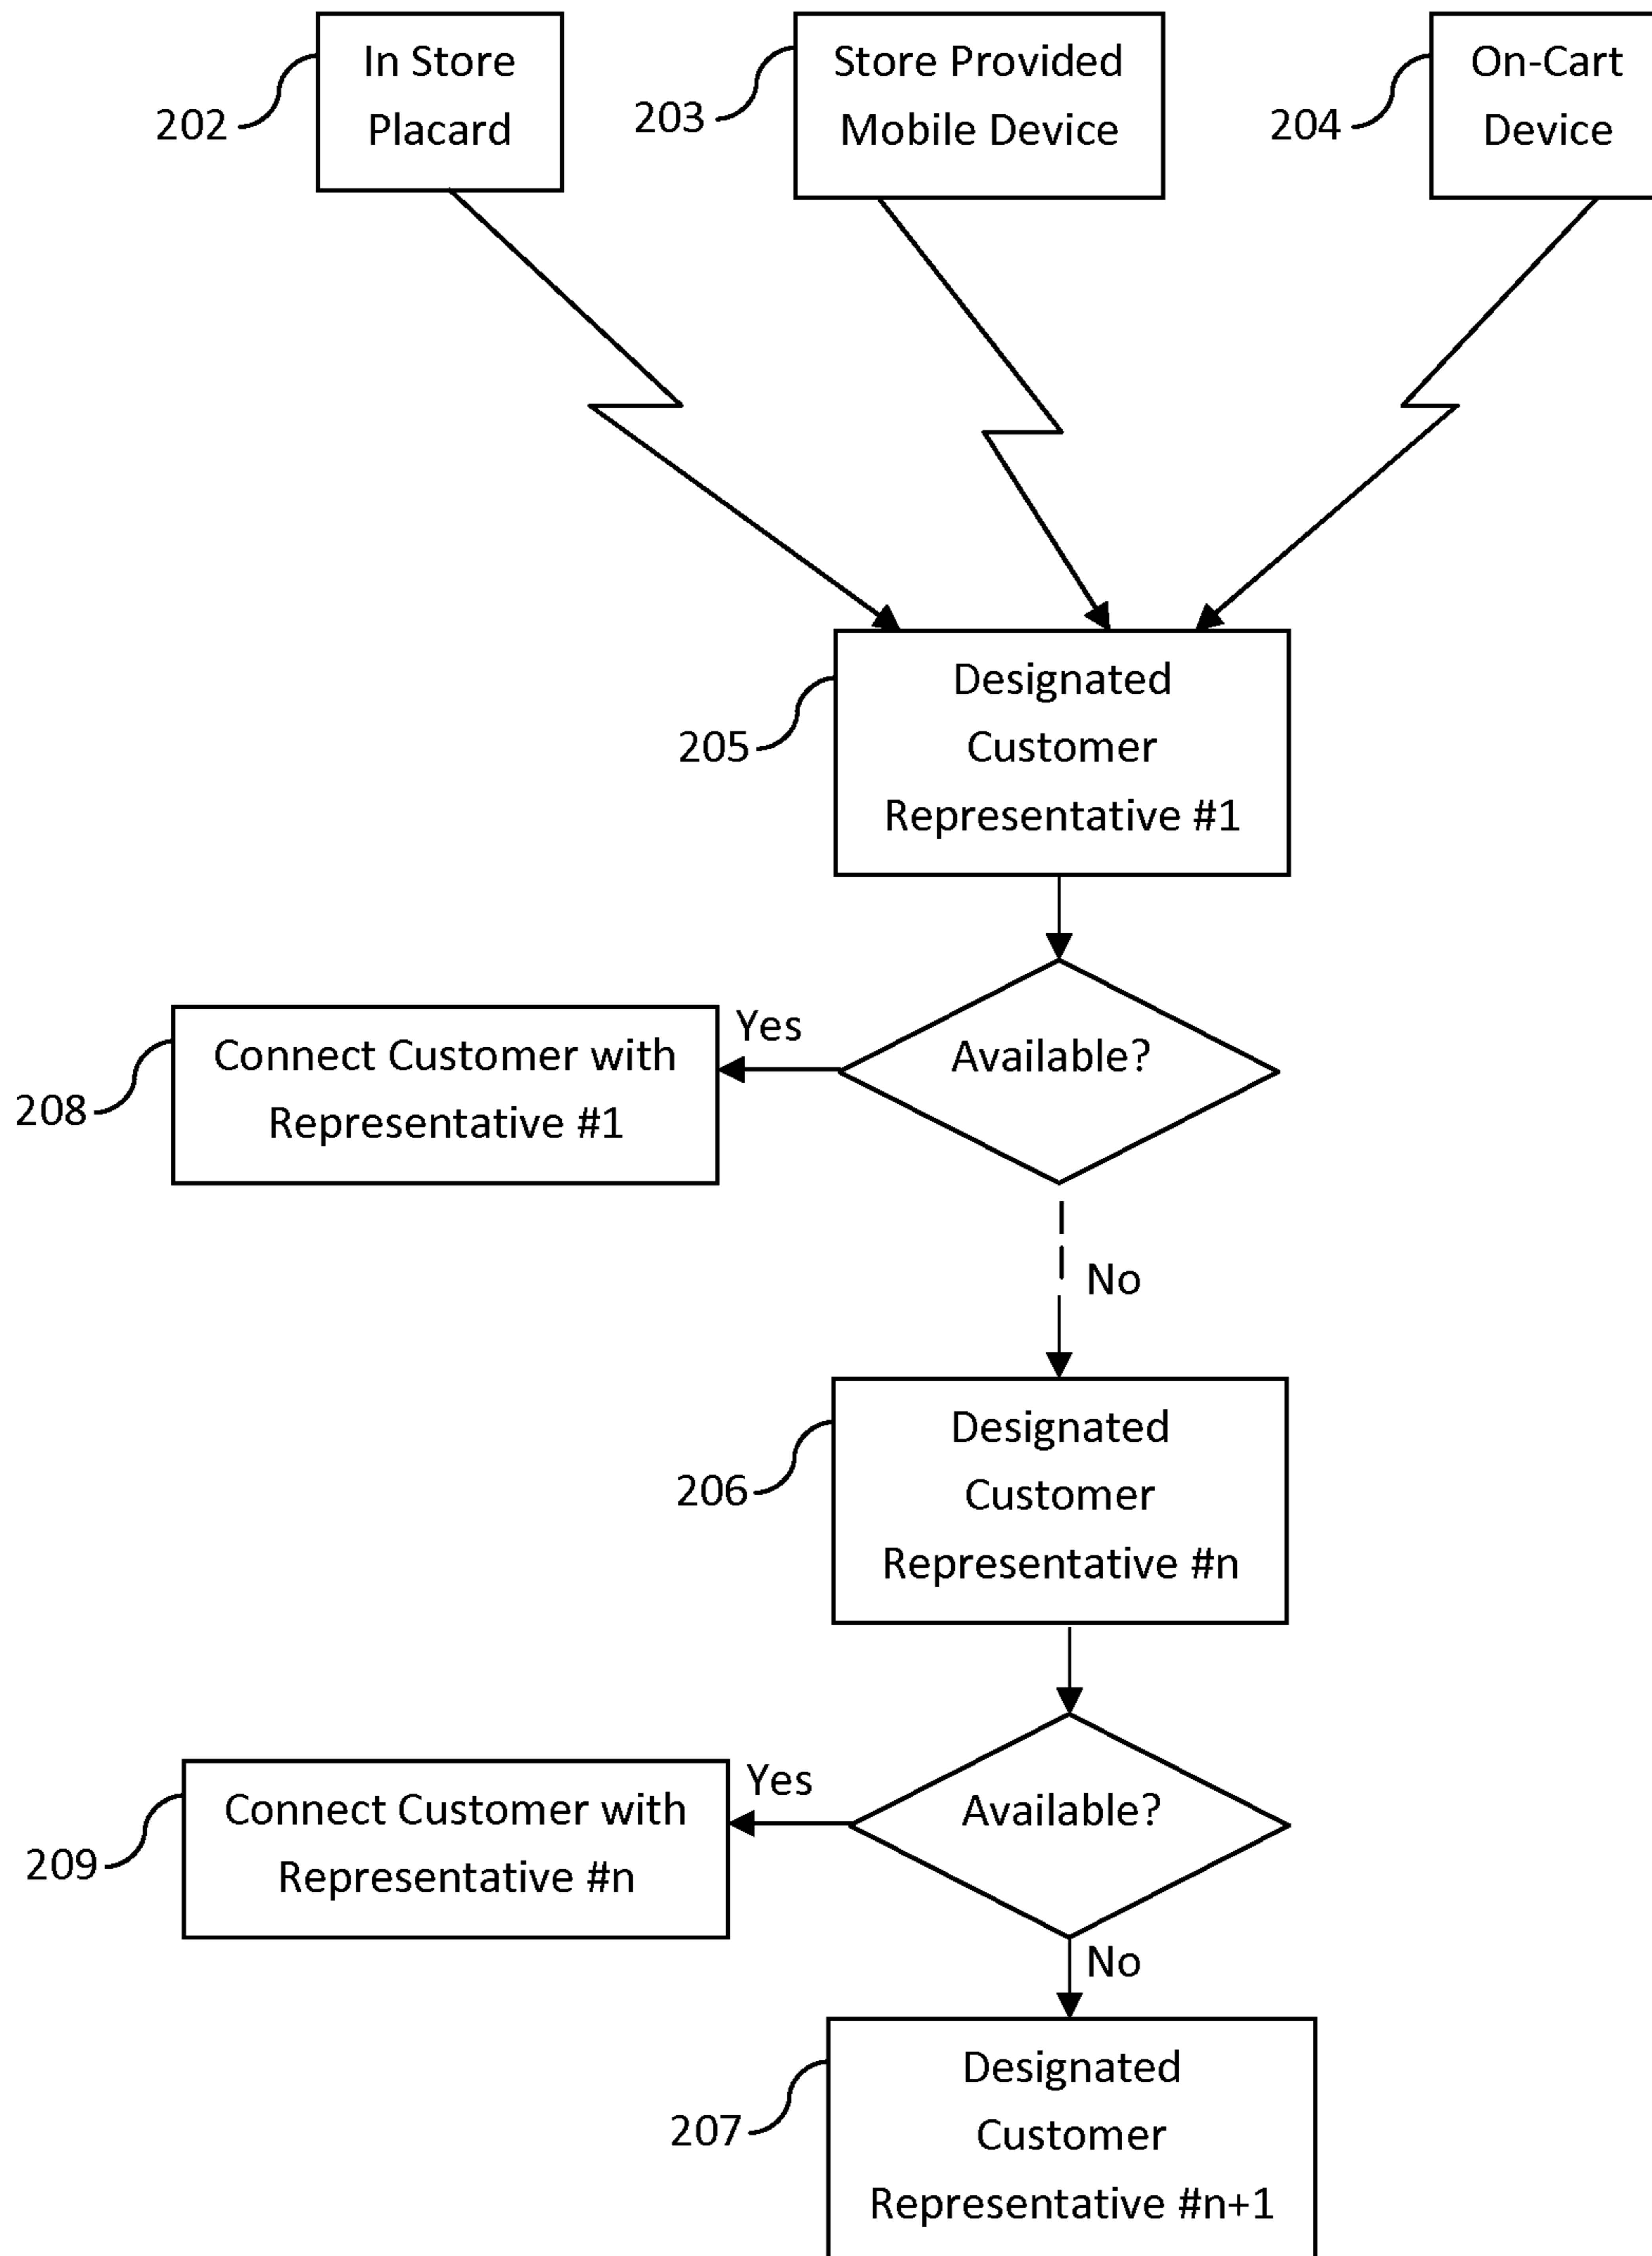 In Store
Placard
202
Store Provided
Mobile Device
203
On-Cart
Device
204
Designated
Customer
Representative #1
205
Available?
Yes
Connect Customer with
Representative #1
208
No
Designated
Customer
Representative #n
206
Available?
Yes
Connect Customer with
Representative #n
209
No
Designated
Customer
Representative #n+1
207